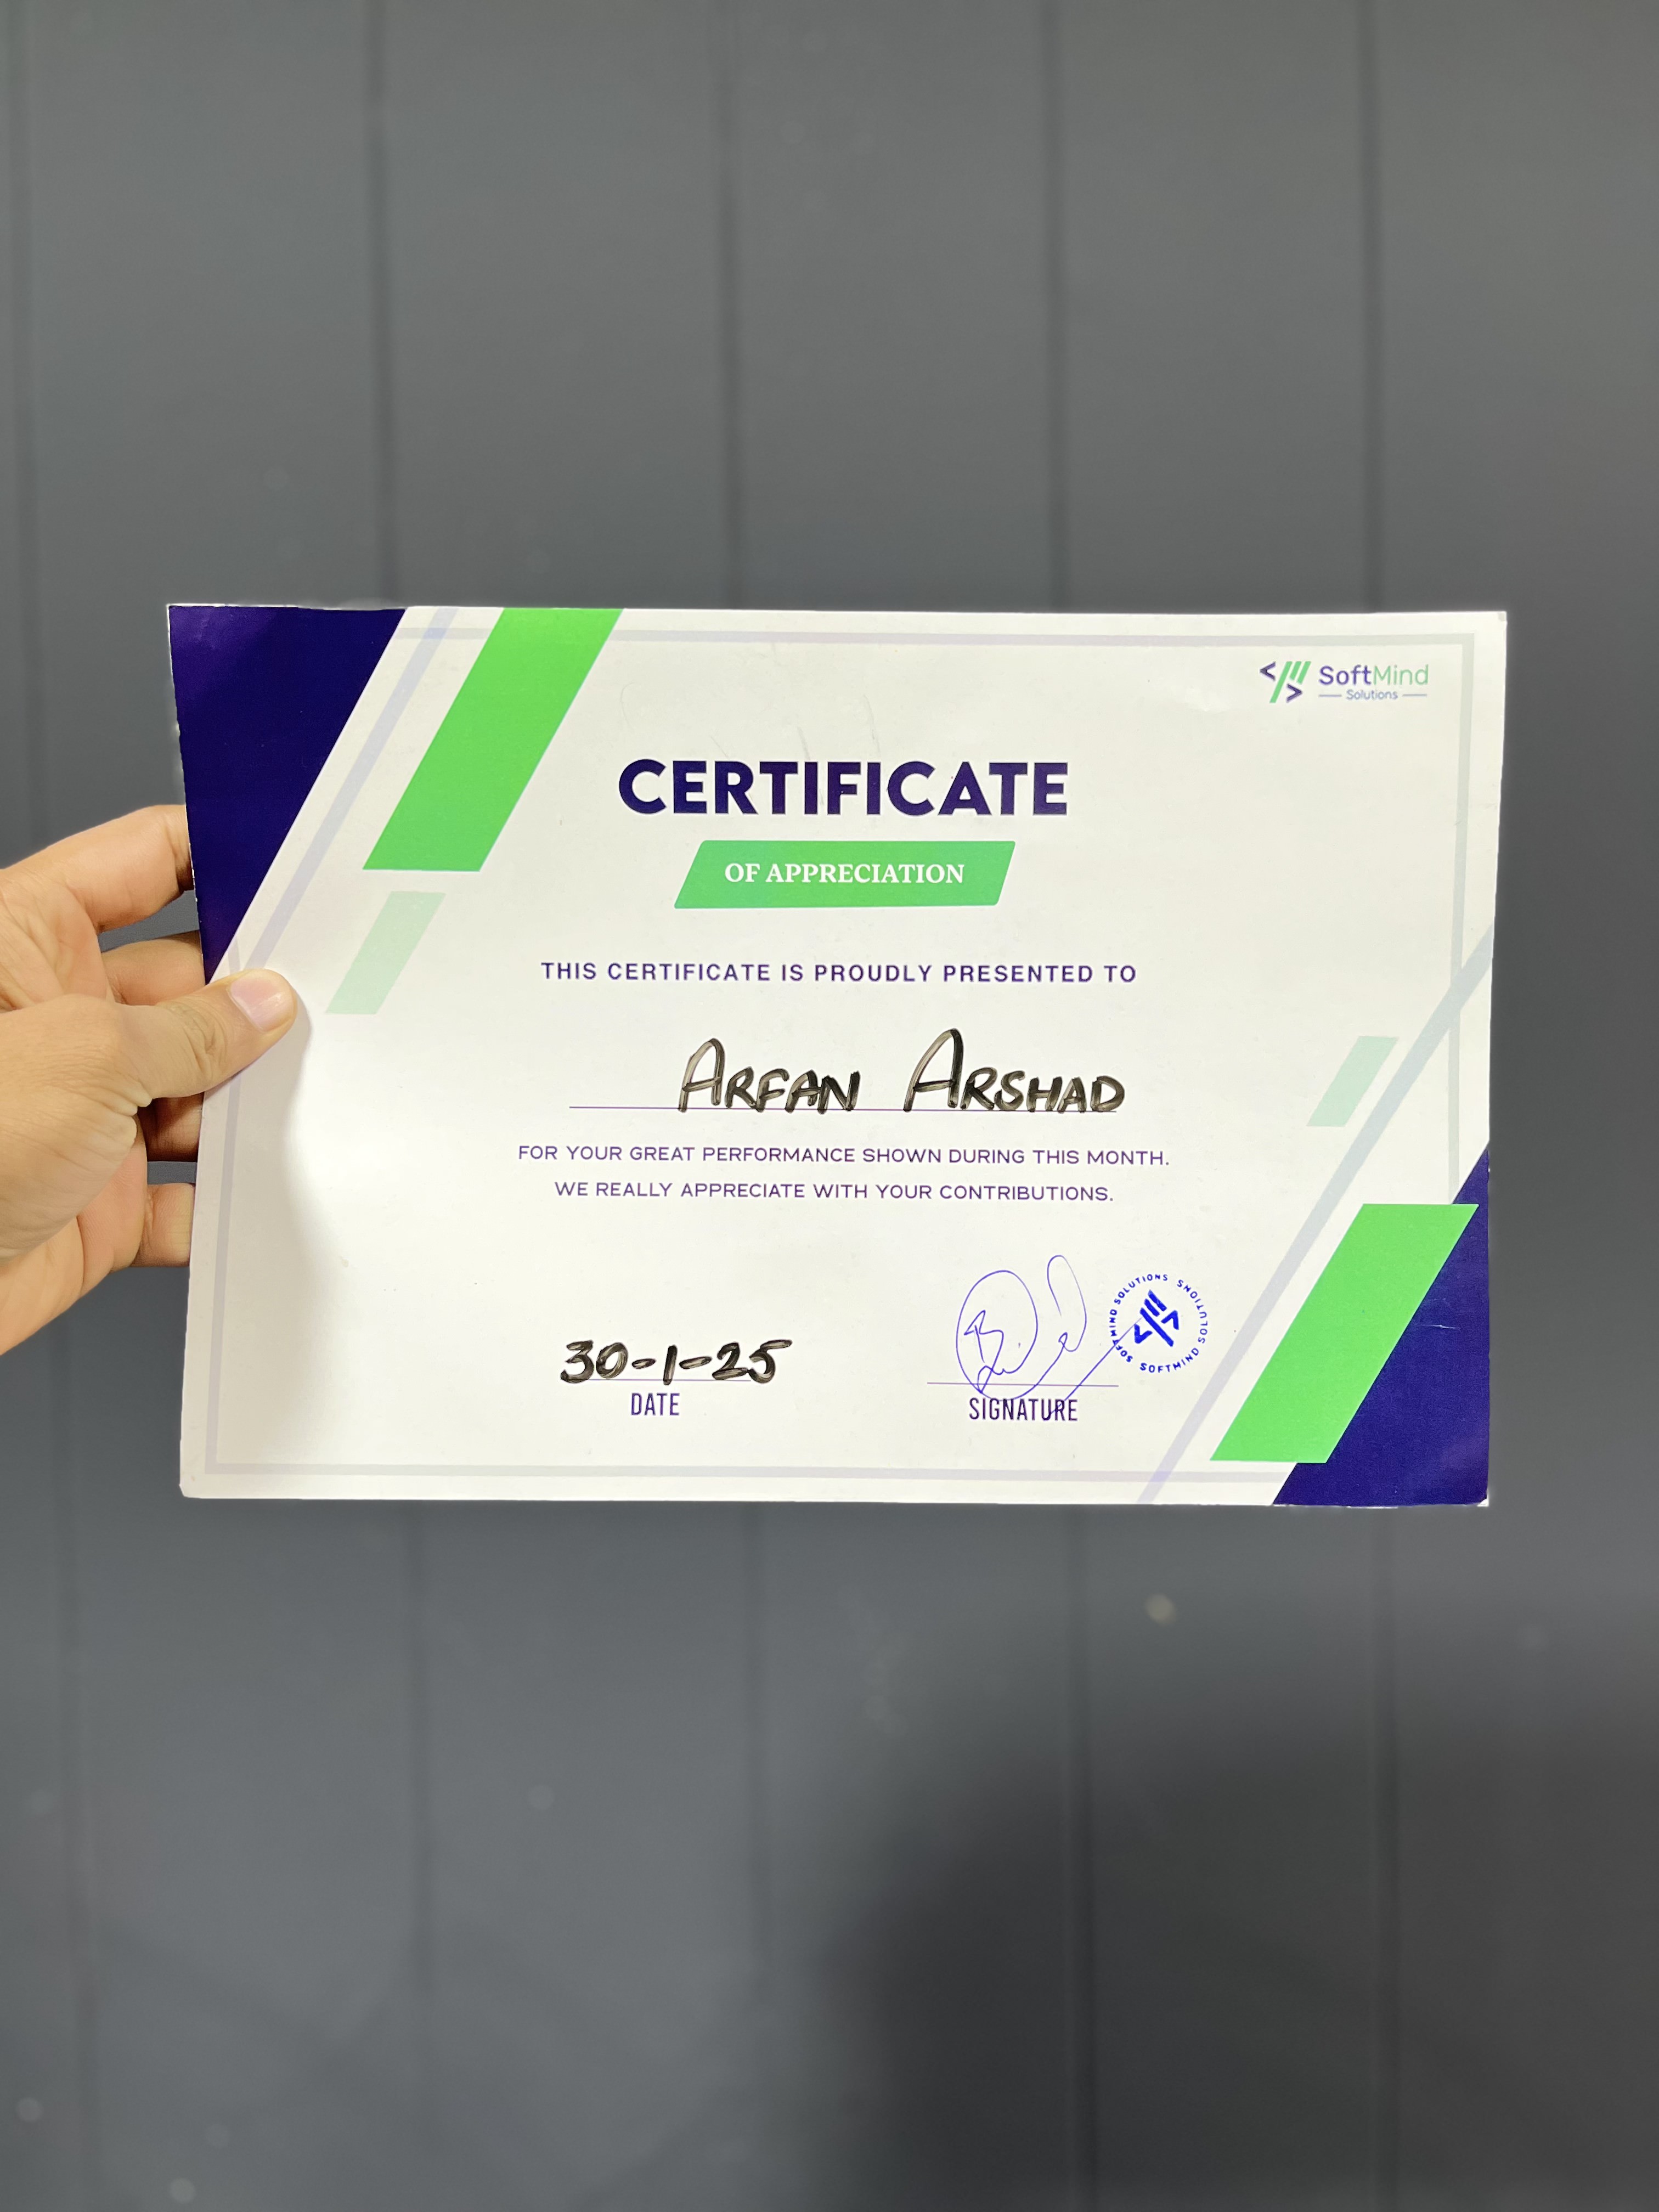 SoftMind
Solutions
CERTIFICATE
OF APPRECIATION
THIS CERTIFICATE IS PROUDLY PRESENTED TO
ARFAN ARSHAD
FOR YOUR GREAT PERFORMANCE SHOWN DURING THIS MONTH.
WE REALLY APPRECIATE WITH YOUR CONTRIBUTIONS.
30-1-25
DATE
SIGNATURE
SOFTMIND SOLUTIONS SOFTMIND SOLUTIONS